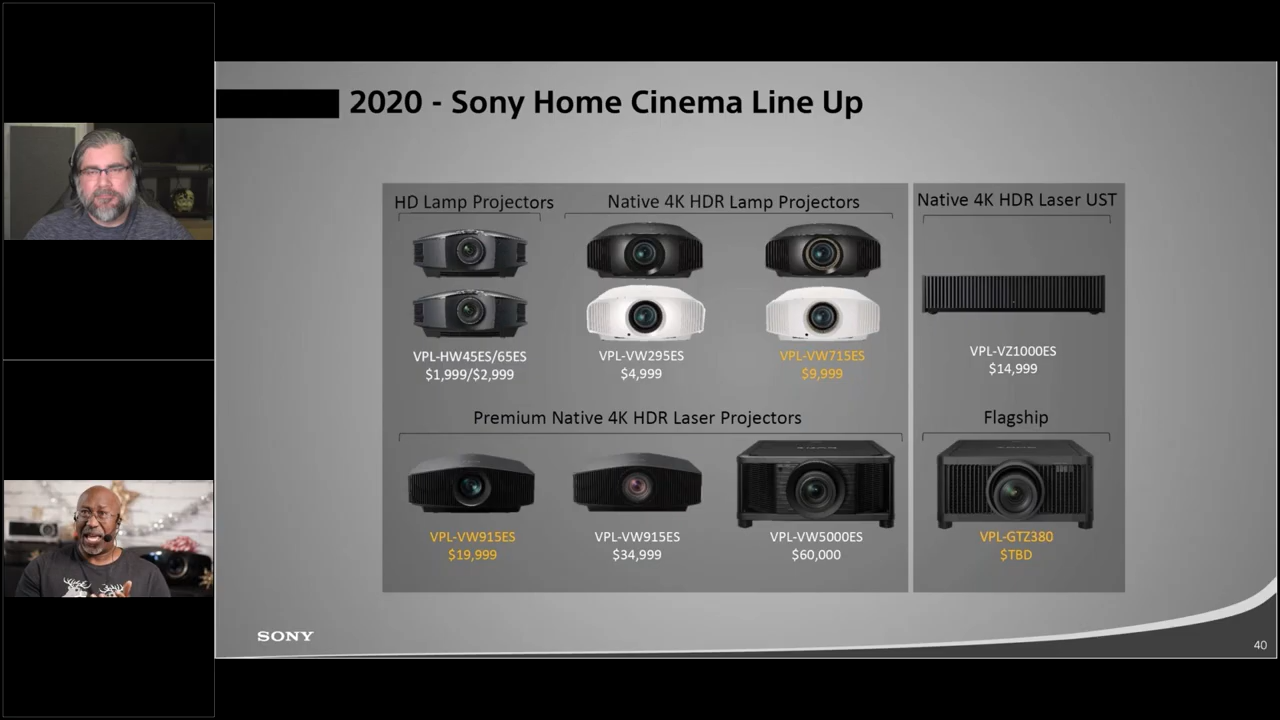 2020 - Sony Home Cinema Line Up
HD Lamp Projectors
Native 4K HDR Lamp Projectors
Native 4K HDR Laser UST
VPL-HW45ES/65ES
$1,999/$2,999
VPL-VW295ES
$4,999
VPL-VW715ES
$9,999
VPL-VZ1000ES
$14,999
Premium Native 4K HDR Laser Projectors
Flagship
VPL-VW915ES
$19,999
VPL-VW915ES
$34,999
VPL-VW5000ES
$60,000
VPL-GTZ380
$TBD
SONY
40